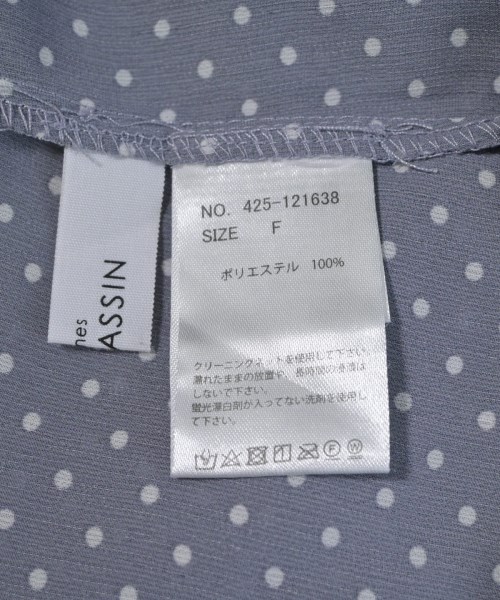 NO. 425-121638
SIZE F
ポリエステル 100%
クリーニングネットを使用して下さい。
濡れたままの放置や、長時間の浸漬は
しないで下さい。
蛍光漂白剤が入ってない洗剤を使用し
て下さい。
nes
ASSIN